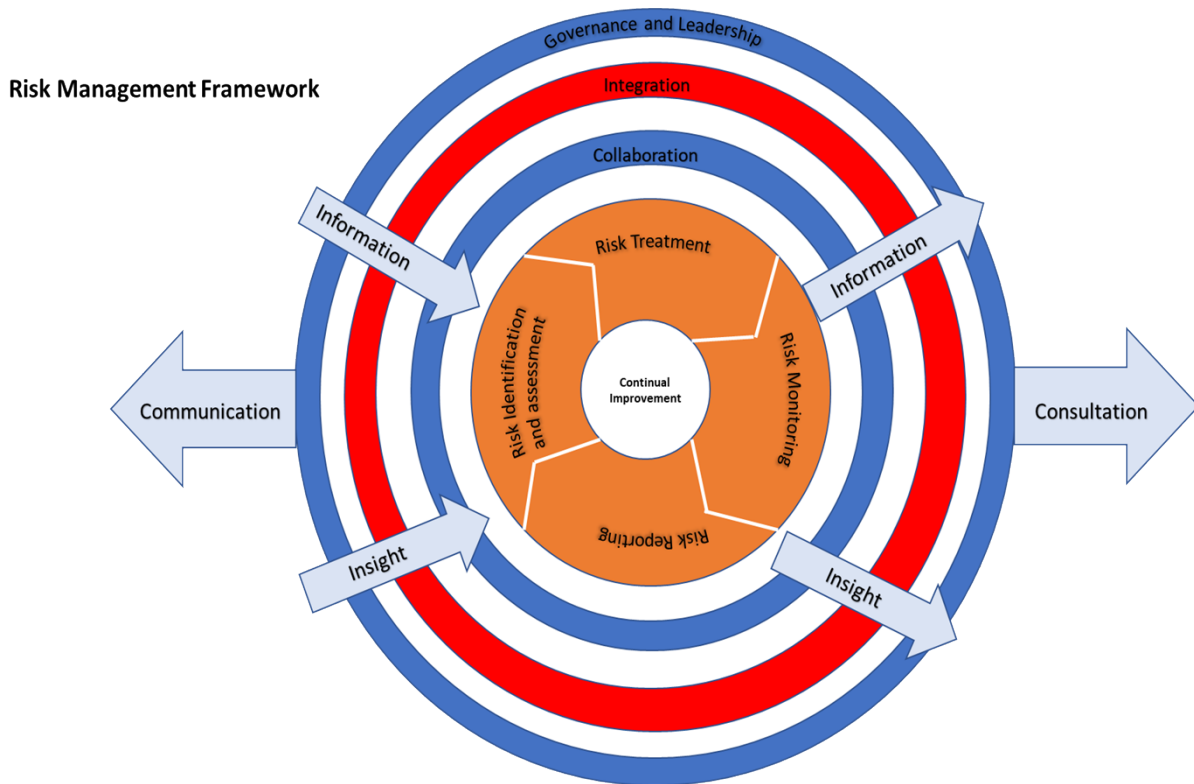 Governance and Leadership
Risk Management Framework
Integration
Collaboration
Information
Information
Risk Treatment
Risk Identification
and assessment
Continual
Improvement
Risk Monitoring
Communication
Consultation
Risk Reporting
Insight
Insight